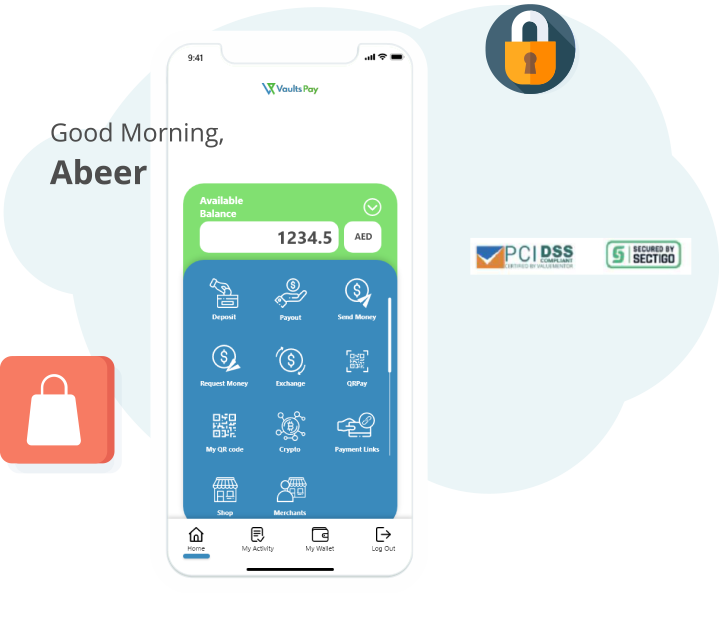 9:41
Vaults Pay
Good Morning,
Abeer
Available
Balance
1234.5 AED
PCI DSS
COMPLIANT
CERTIFIED BY VALUEMENTOR
SECURED BY
SECTIGO
Deposit Payout Send Money
Request Money Exchange QRPay
My QR code Crypto Payment Links
Shop Merchants
Home My Activity My Wallet Log Out